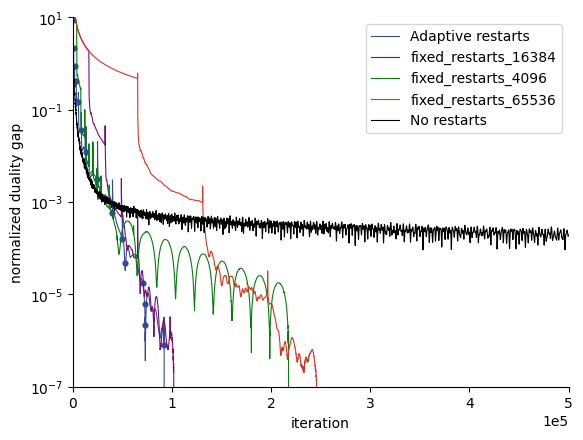 10^1
10^-1
10^-3
10^-5
10^-7
normalized duality gap
Adaptive restarts
fixed_restarts_16384
fixed_restarts_4096
fixed_restarts_65536
No restarts
0 1 2 3 4 5
1e5
iteration